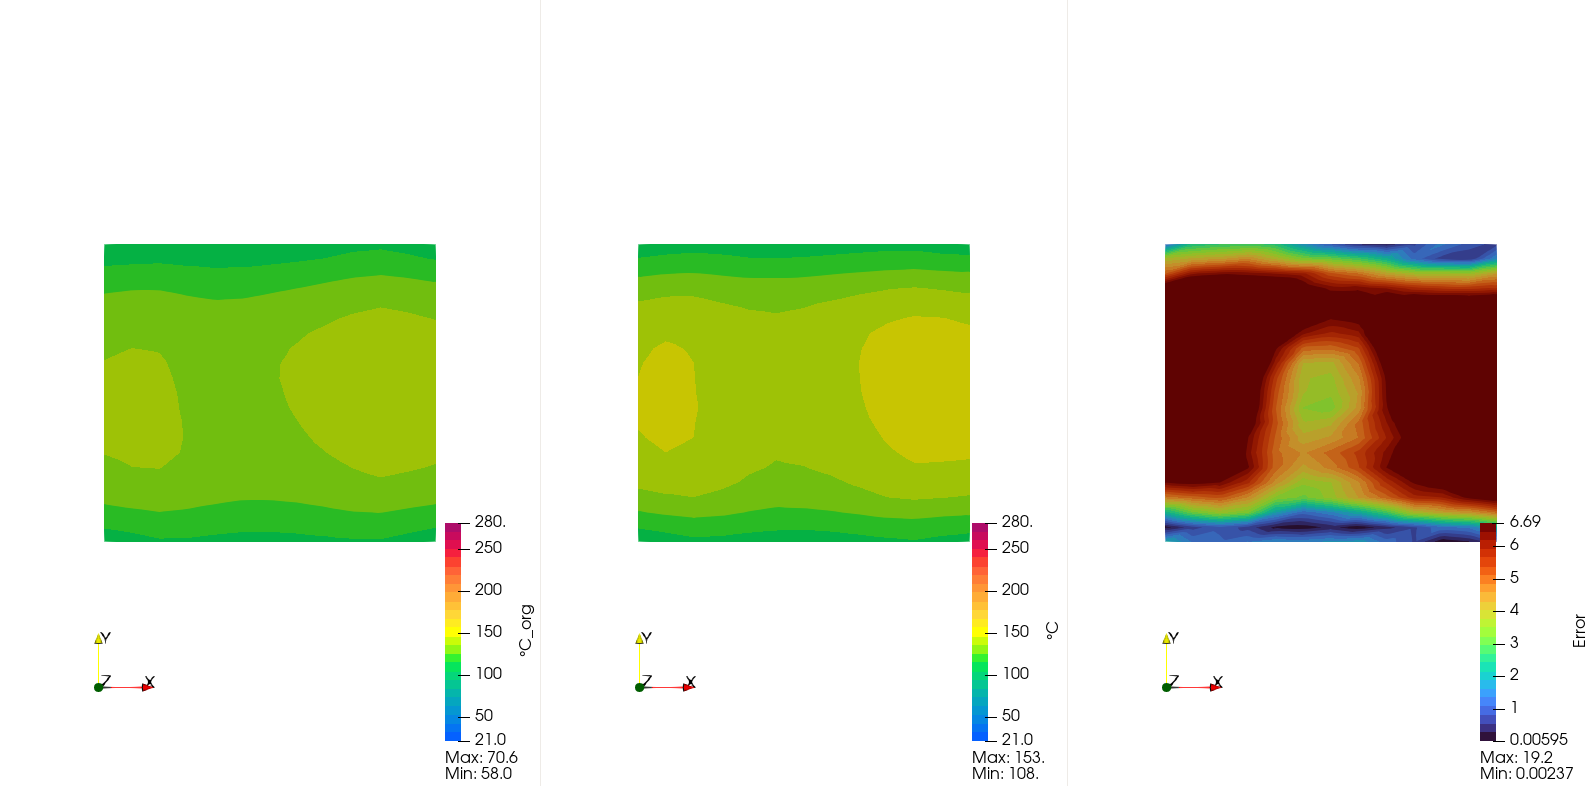 280.
250
200
150
100
50
21.0
°C_org
Max: 70.6
Min: 58.0
Y
Z
X
280.
250
200
150
100
50
21.0
°C
Max: 153.
Min: 108.
Y
Z
X
6.69
6
5
4
3
2
1
0.00595
Error
Max: 19.2
Min: 0.00237
Y
Z
X